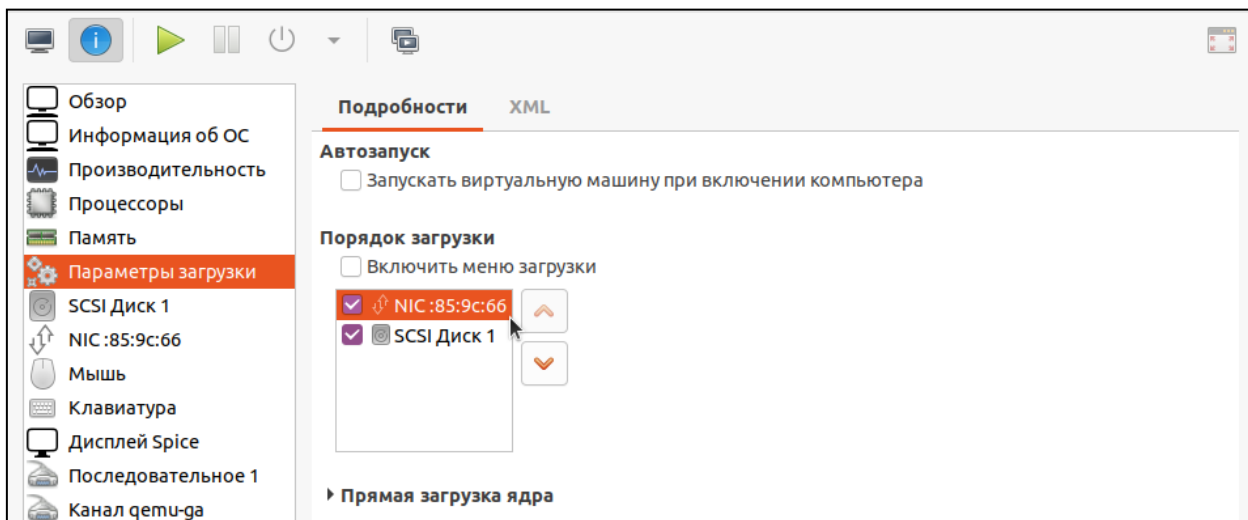 Обзор
Информация об ОС
Производительность
Процессоры
Память
Параметры загрузки
SCSI Диск 1
NIC :85:9c:66
Мышь
Клавиатура
Дисплей Spice
Последовательное 1
Канал qemu-ga
Подробности XML
Автозапуск
Запускать виртуальную машину при включении компьютера
Порядок загрузки
Включить меню загрузки
NIC :85:9c:66
SCSI Диск 1
Прямая загрузка ядра